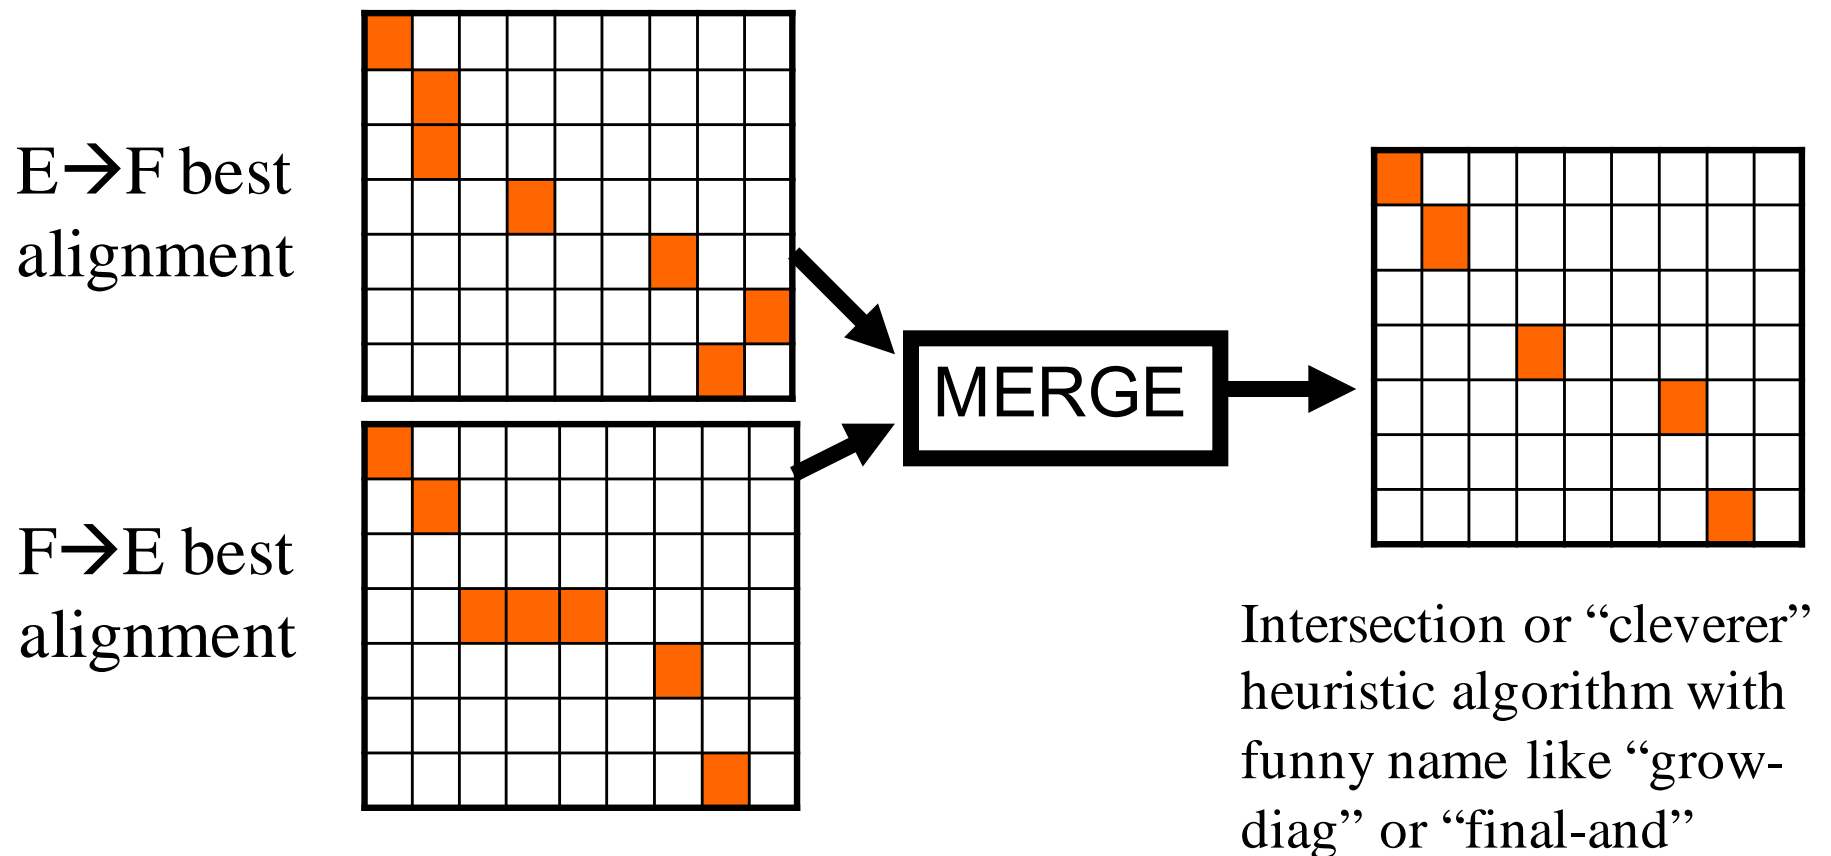 E→F best
alignment
F→E best
alignment
MERGE
Intersection or “cleverer”
heuristic algorithm with
funny name like “grow-
diag” or “final-and”